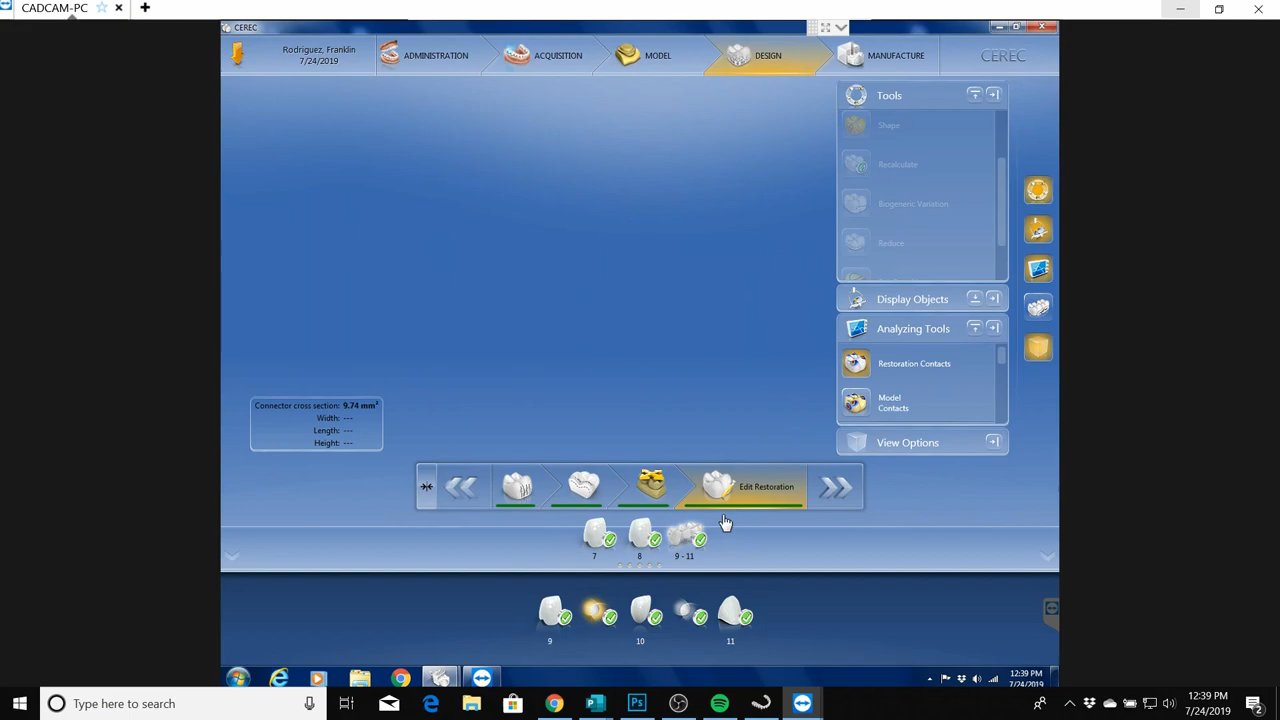 CADCAM-PC
CEREC
Rodriguez, Franklin
7/24/2019
ADMINISTRATION
ACQUISITION
MODEL
DESIGN
MANUFACTURE
CEREC
Tools
Shape
Recalculate
Biogeneric Variation
Reduce
Display Objects
Analyzing Tools
Restoration Contacts
Model
Contacts
View Options
Connector cross section: 9.74 mm²
Width: ---
Length: ---
Height: ---
Edit Restoration
7 8 9 - 11
9 10 11
12:39 PM
7/24/2019
Type here to search
12:39 PM
7/24/2019
2